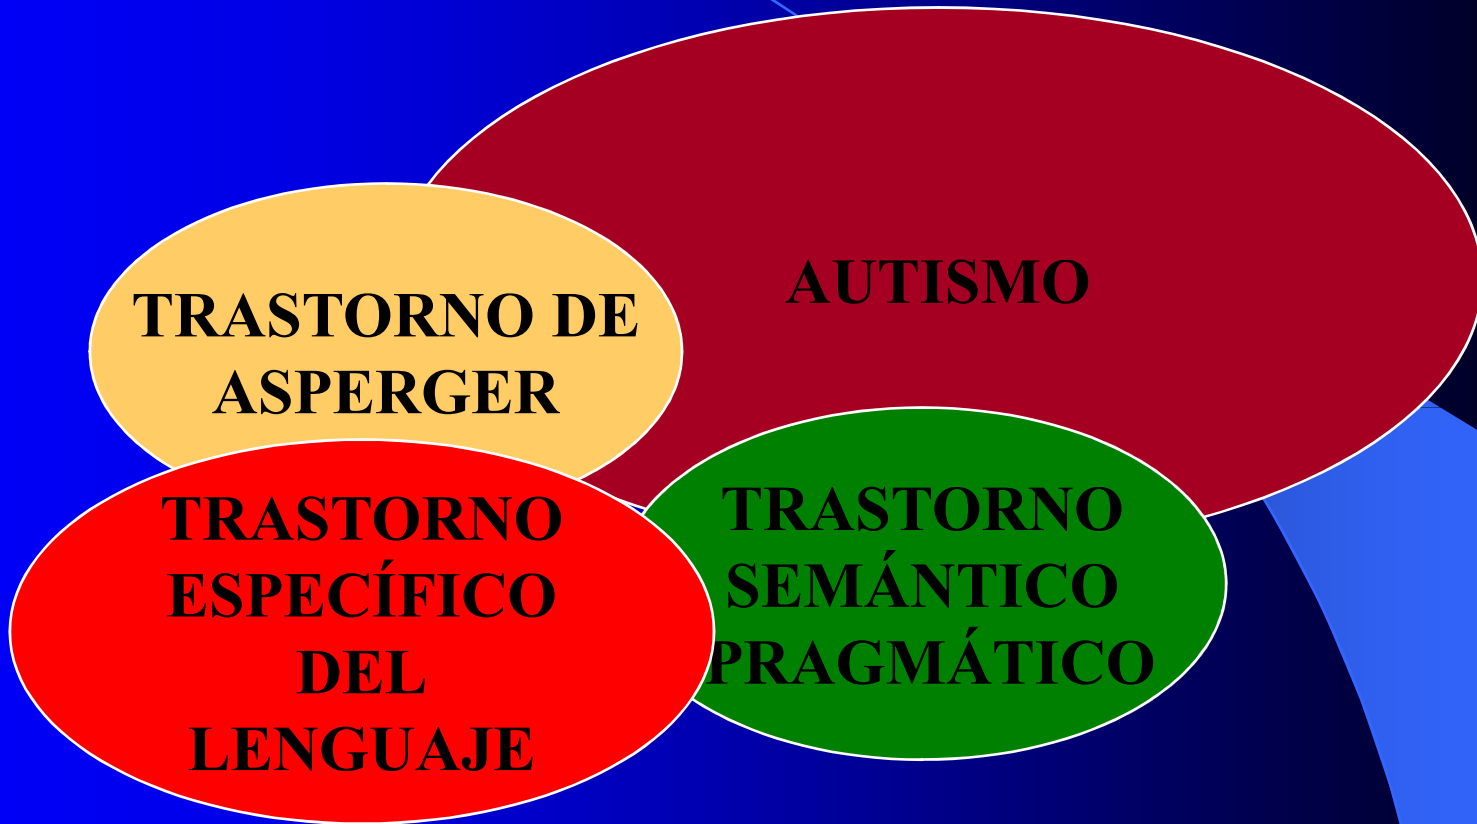 AUTISMO
TRASTORNO DE
ASPERGER
TRASTORNO
ESPECÍFICO
DEL
LENGUAJE
TRASTORNO
SEMÁNTICO
PRAGMÁTICO